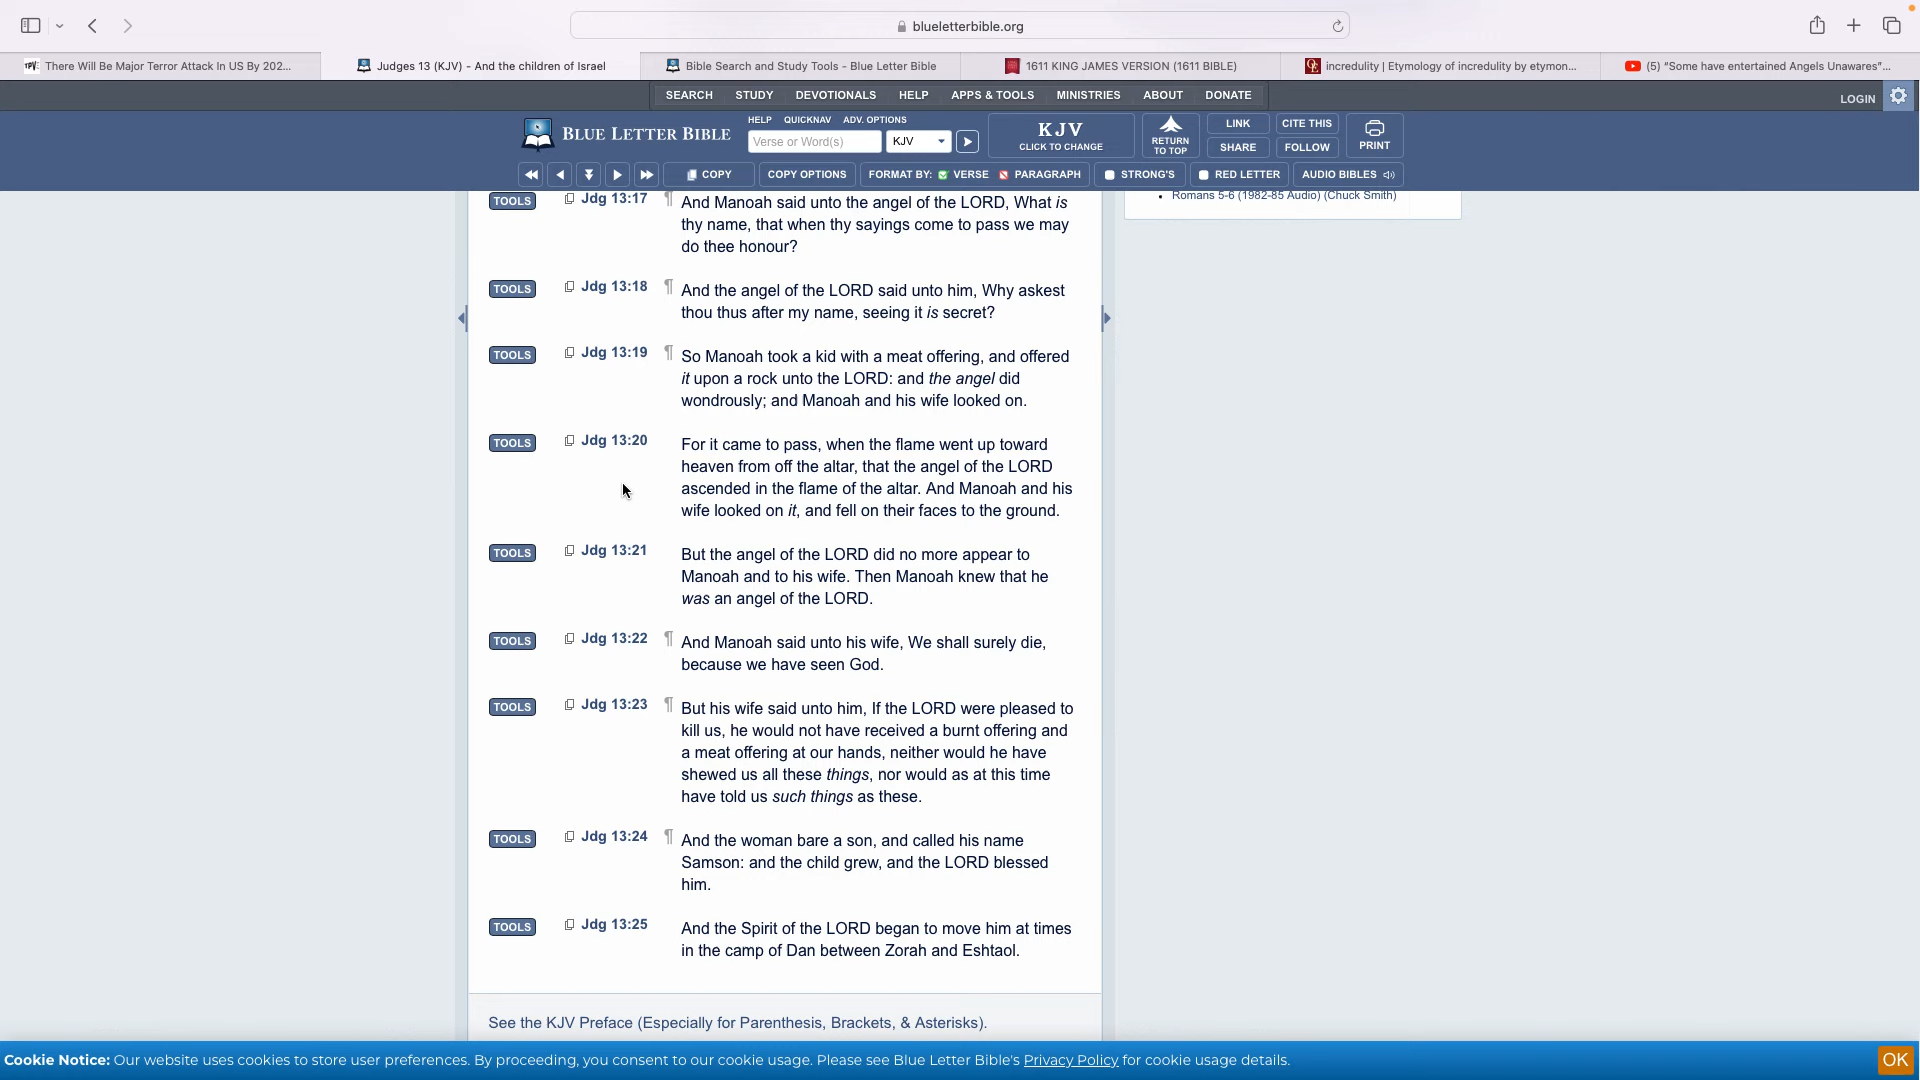 blueletterbible.org
There Will Be Major Terror Attack In US By 202...
Judges 13 (KJV) - And the children of Israel
Bible Search and Study Tools - Blue Letter Bible
1611 KING JAMES VERSION (1611 BIBLE)
incredulity | Etymology of incredulity by etymon...
(5) "Some have entertained Angels Unawares"...
SEARCH STUDY DEVOTIONALS HELP APPS & TOOLS MINISTRIES ABOUT DONATE
LOGIN
BLUE LETTER BIBLE
HELP QUICKNAV ADV. OPTIONS
Verse or Word(s)
KJV
KJV
CLICK TO CHANGE
RETURN
TO TOP
LINK
CITE THIS
SHARE
FOLLOW
PRINT
COPY
COPY OPTIONS
FORMAT BY: VERSE PARAGRAPH
STRONG'S
RED LETTER
AUDIO BIBLES
Romans 5-6 (1982-85 Audio) (Chuck Smith)
TOOLS Jdg 13:17 ¶ And Manoah said unto the angel of the LORD, What is
thy name, that when thy sayings come to pass we may
do thee honour?
TOOLS Jdg 13:18 ¶ And the angel of the LORD said unto him, Why askest
thou thus after my name, seeing it is secret?
TOOLS Jdg 13:19 ¶ So Manoah took a kid with a meat offering, and offered
it upon a rock unto the LORD: and the angel did
wondrously; and Manoah and his wife looked on.
TOOLS Jdg 13:20 For it came to pass, when the flame went up toward
heaven from off the altar, that the angel of the LORD
ascended in the flame of the altar. And Manoah and his
wife looked on it, and fell on their faces to the ground.
TOOLS Jdg 13:21 But the angel of the LORD did no more appear to
Manoah and to his wife. Then Manoah knew that he
was an angel of the LORD.
TOOLS Jdg 13:22 ¶ And Manoah said unto his wife, We shall surely die,
because we have seen God.
TOOLS Jdg 13:23 ¶ But his wife said unto him, If the LORD were pleased to
kill us, he would not have received a burnt offering and
a meat offering at our hands, neither would he have
shewed us all these things, nor would as at this time
have told us such things as these.
TOOLS Jdg 13:24 ¶ And the woman bare a son, and called his name
Samson: and the child grew, and the LORD blessed
him.
TOOLS Jdg 13:25 And the Spirit of the LORD began to move him at times
in the camp of Dan between Zorah and Eshtaol.
See the KJV Preface (Especially for Parenthesis, Brackets, & Asterisks).
Cookie Notice: Our website uses cookies to store user preferences. By proceeding, you consent to our cookie usage. Please see Blue Letter Bible's Privacy Policy for cookie usage details.
OK